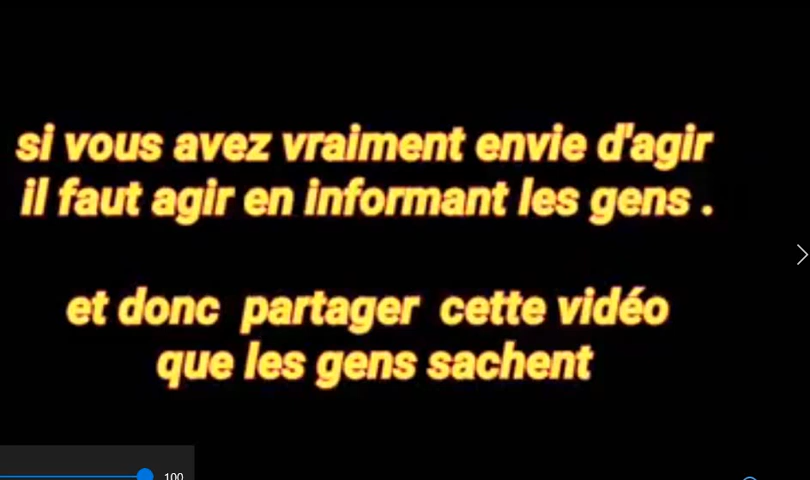 si vous avez vraiment envie d'agir
il faut agir en informant les gens .
et donc partager cette vidéo
que les gens sachent
100